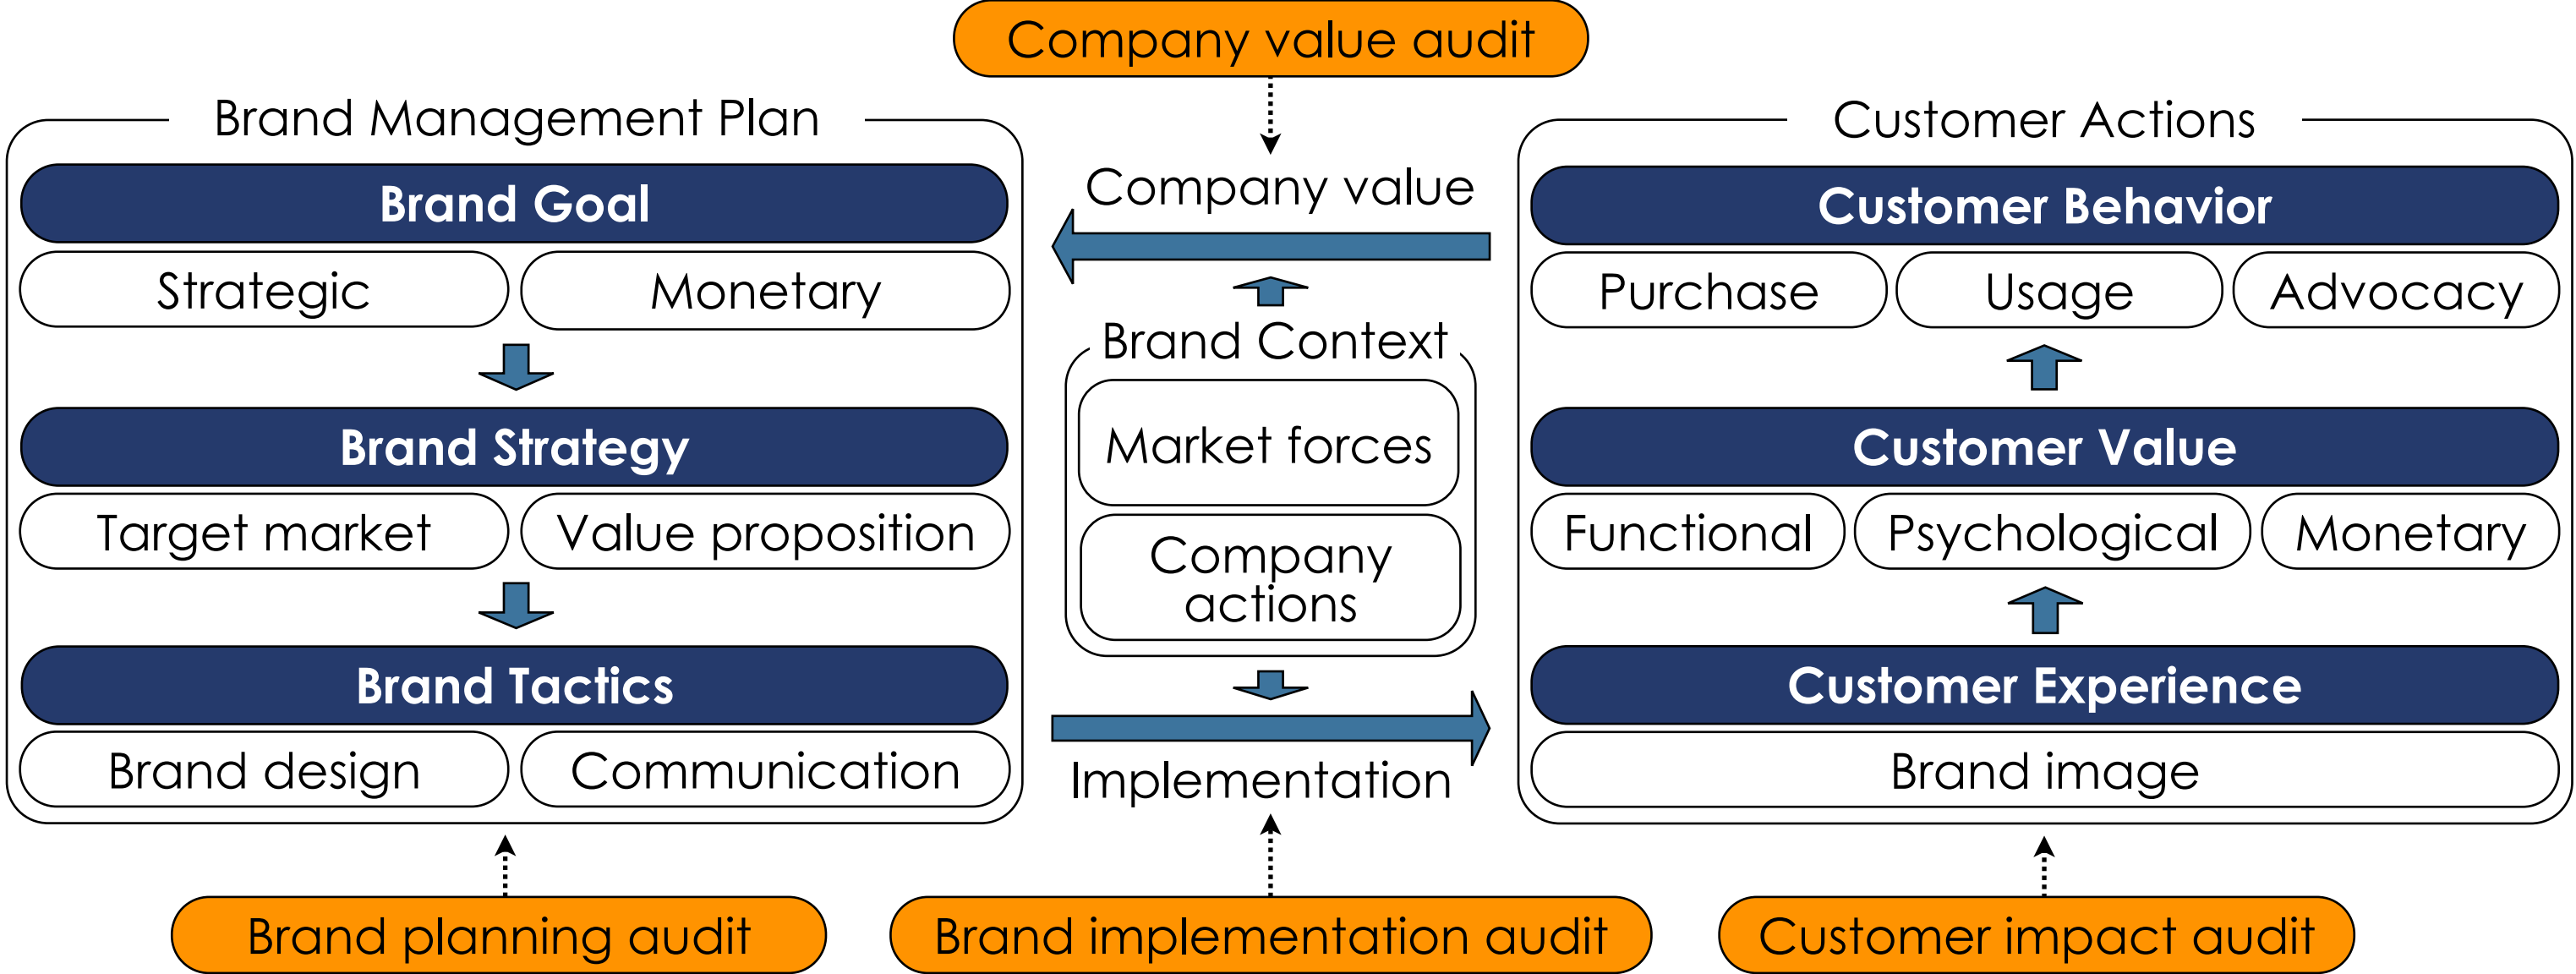 Company value audit
Brand Management Plan
Brand Goal
Strategic
Monetary
Brand Strategy
Target market
Value proposition
Brand Tactics
Brand design
Communication
Company value
Brand Context
Market forces
Company
actions
Implementation
Customer Actions
Customer Behavior
Purchase
Usage
Advocacy
Customer Value
Functional
Psychological
Monetary
Customer Experience
Brand image
Brand planning audit
Brand implementation audit
Customer impact audit